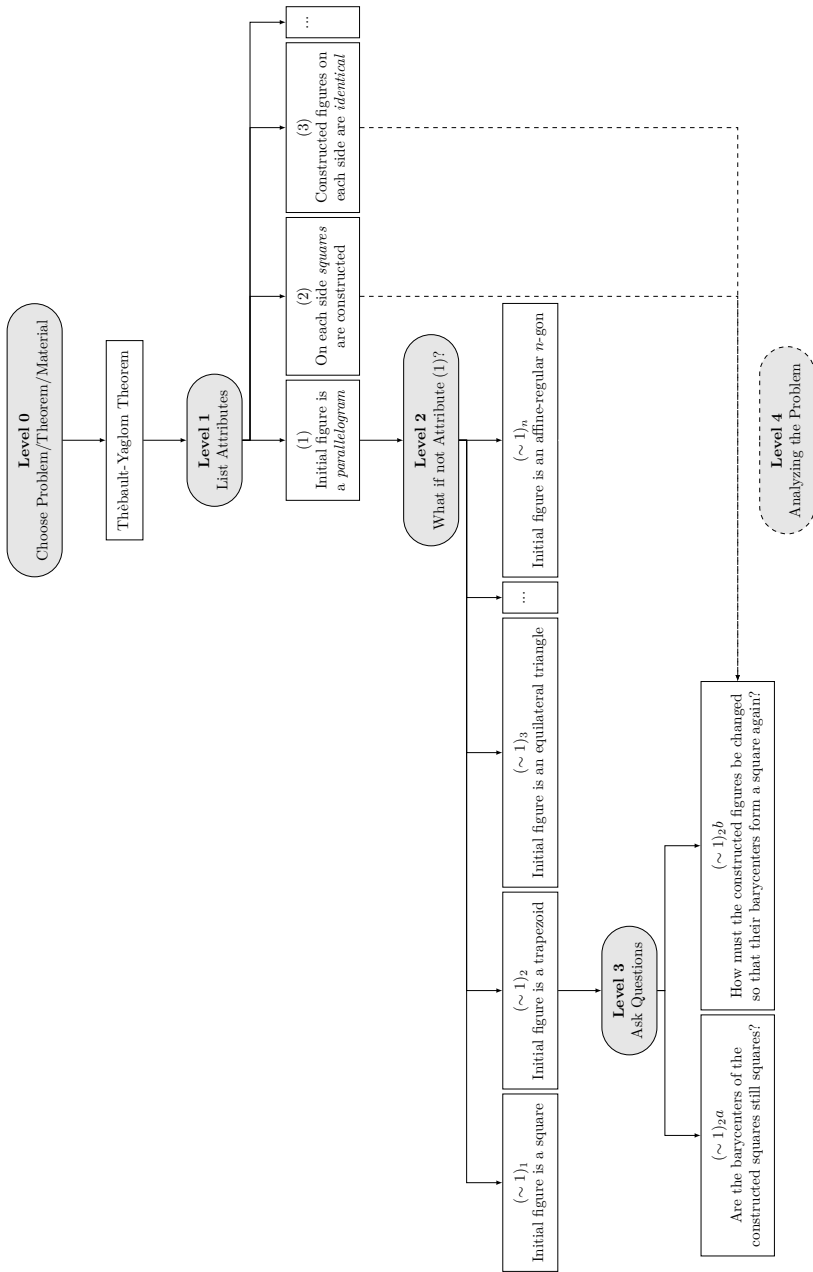 Level 0
Choose Problem/Theorem/Material
Thèbault-Yaglom Theorem
Level 1
List Attributes
(1)
Initial figure is
a parallelogram
(2)
On each side squares
are constructed
(3)
Constructed figures on
each side are identical
...
Level 2
What if not Attribute (1)?
(∼ 1)₁
Initial figure is a square
(∼ 1)₂
Initial figure is a trapezoid
(∼ 1)₃
Initial figure is an equilateral triangle
...
(∼ 1)ₙ
Initial figure is an affine-regular n-gon
Level 3
Ask Questions
(∼ 1)₂a
Are the barycenters of the
constructed squares still squares?
(∼ 1)₂b
How must the constructed figures be changed
so that their barycenters form a square again?
Level 4
Analyzing the Problem